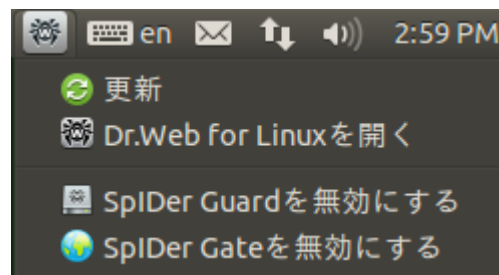 en 2:59 PM
更新
Dr.Web for Linuxを開く
SpIDer Guardを無効にする
SpIDer Gateを無効にする